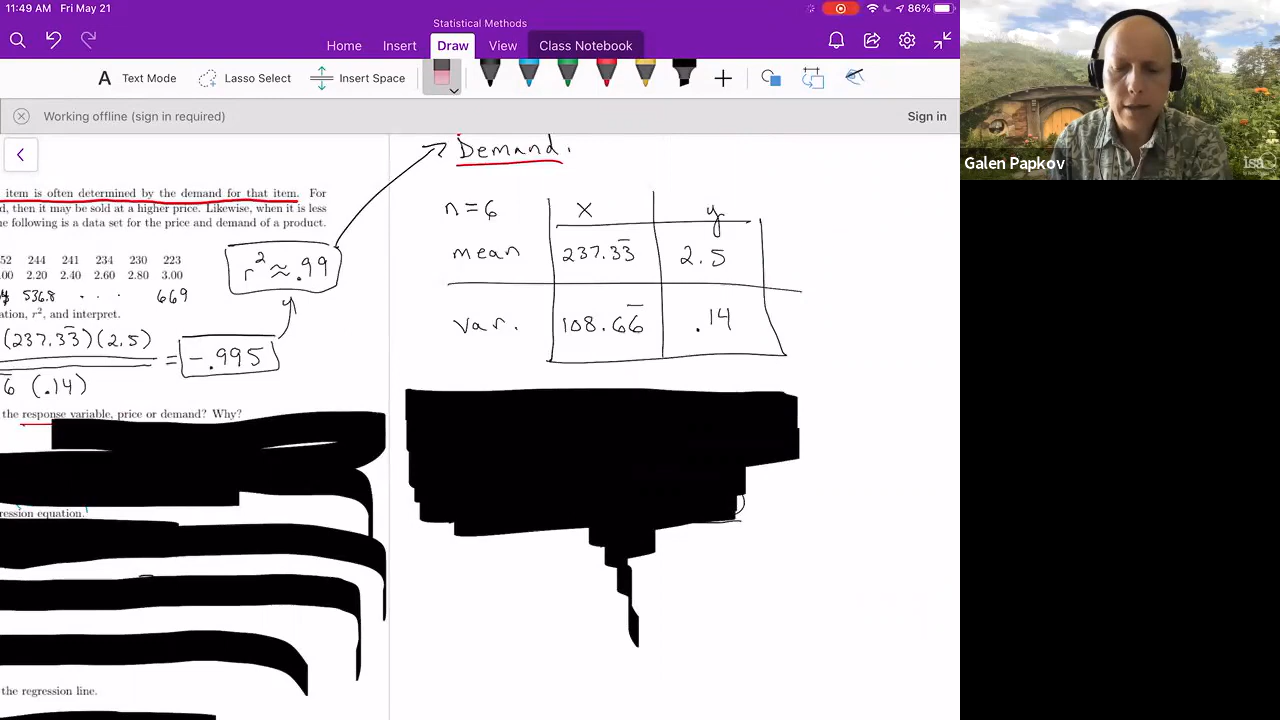 11:49 AM Fri May 21
86%
Statistical Methods
Home Insert Draw View Class Notebook
Text Mode Lasso Select Insert Space
Working offline (sign in required) Sign in
item is often determined by the demand for that item. For
d, then it may be sold at a higher price. Likewise, when it is less
he following is a data set for the price and demand of a product.
52 244 241 234 230 223
.00 2.20 2.40 2.60 2.80 3.00
536.8 . . . 669
ation, r², and interpret.
(237.33̅)(2.5)
6̅ (.14)
= -.995
r² ≈ .99
the response variable, price or demand? Why?
gression equation.
the regression line.
Demand.
n=6 x y
mean 237.33̅ 2.5
var. 108.66̅ .14
Galen Papkov